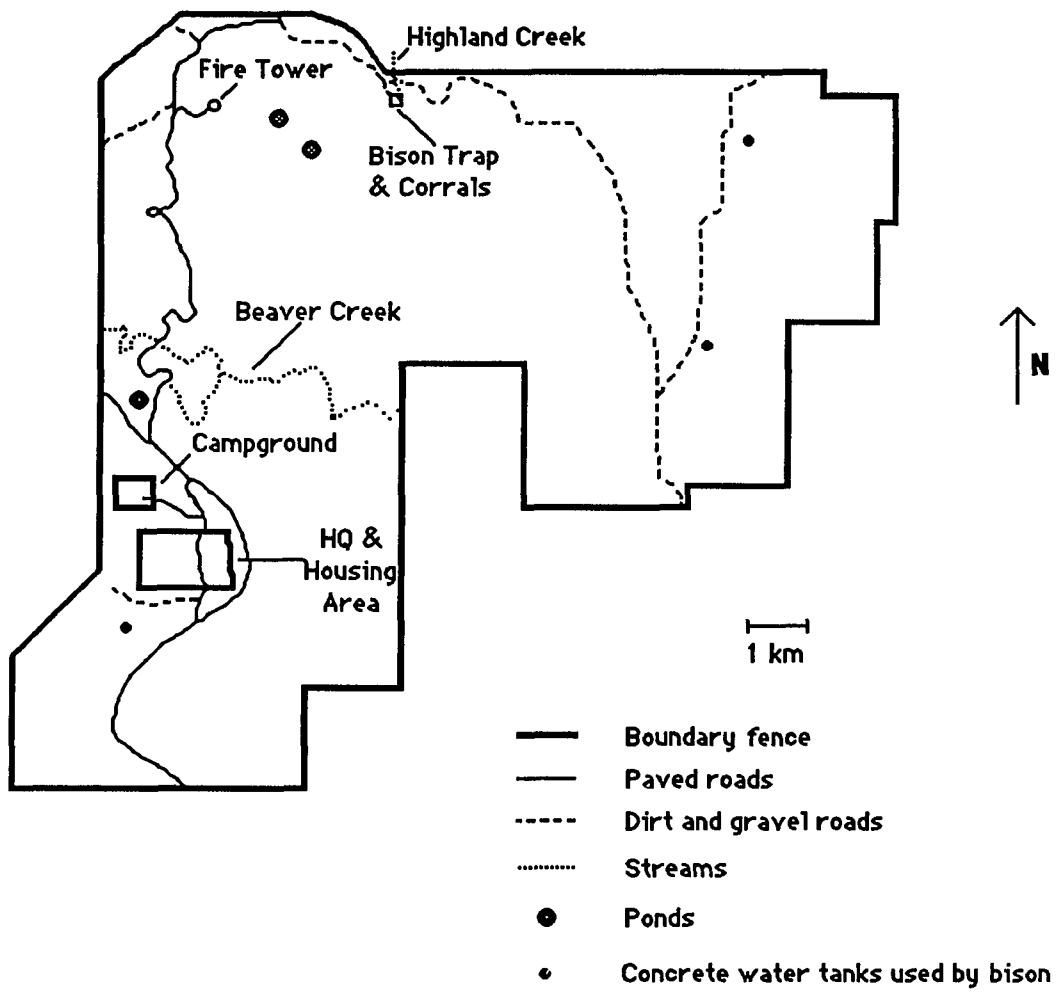 Highland Creek
Fire Tower
Bison Trap
& Corrals
Beaver Creek
N
Campground
HQ &
Housing
Area
1 km
Boundary fence
Paved roads
Dirt and gravel roads
Streams
Ponds
Concrete water tanks used by bison